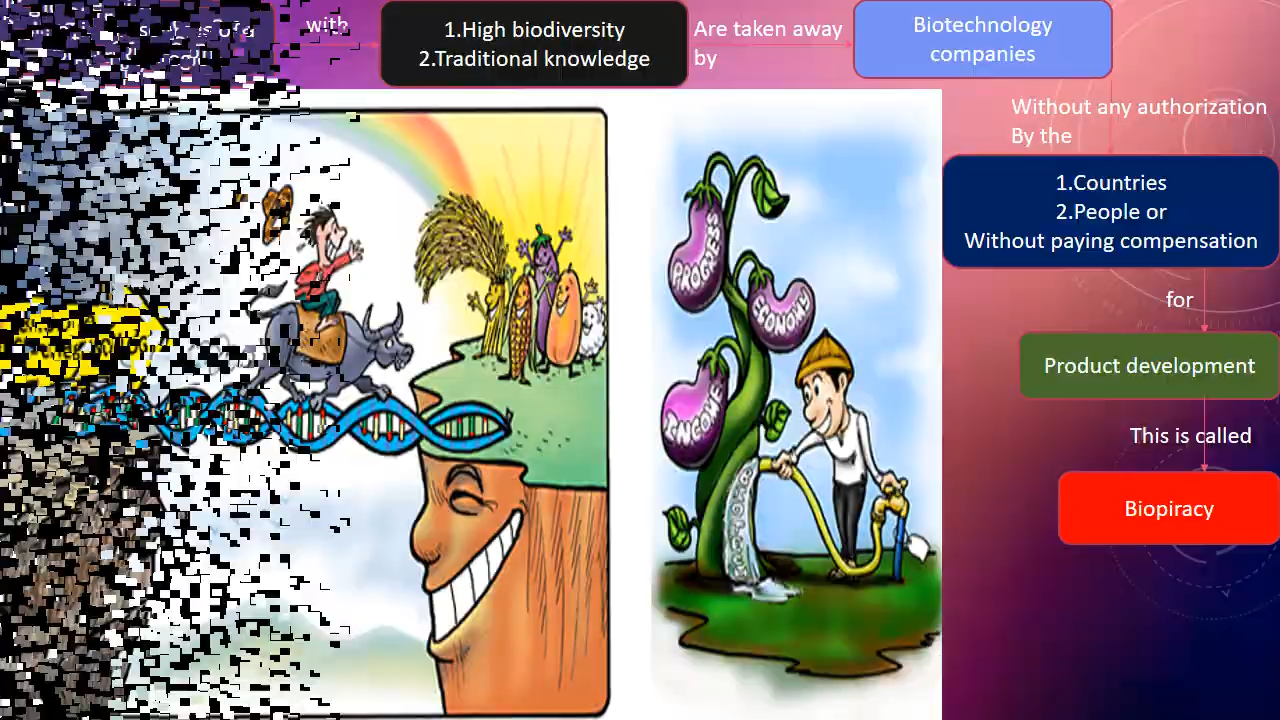 with
1.High biodiversity
2.Traditional knowledge
Are taken away
by
Biotechnology
companies
Without any authorization
By the
1.Countries
2.People or
Without paying compensation
for
Product development
This is called
Biopiracy
PROGRESS
ECONOMY
INCOME